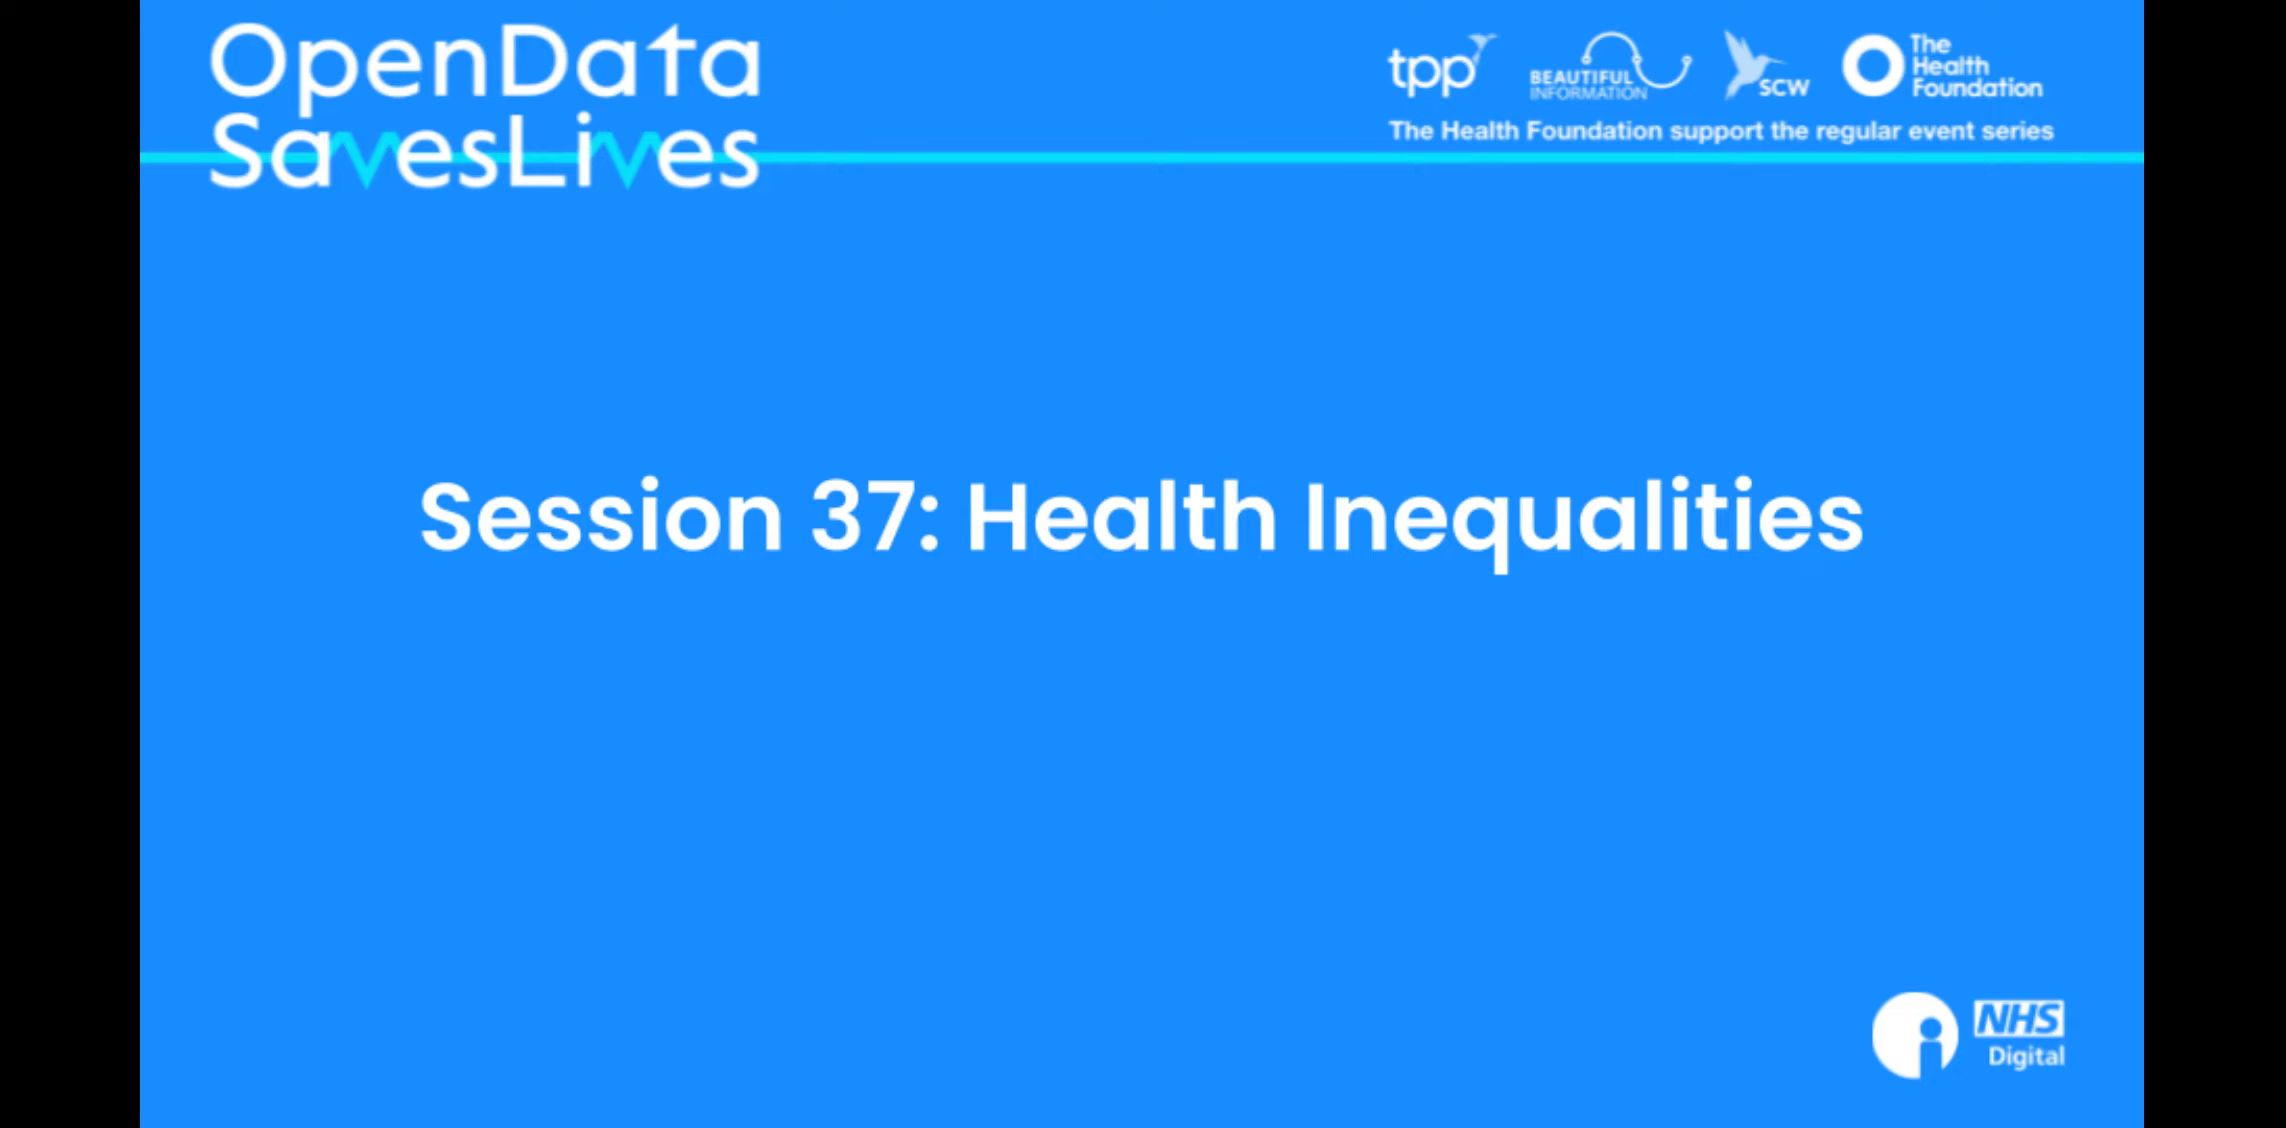 OpenData
SavesLives
tpp
BEAUTIFUL
INFORMATION
SCW
The
Health
Foundation
The Health Foundation support the regular event series
Session 37: Health Inequalities
i
NHS
Digital